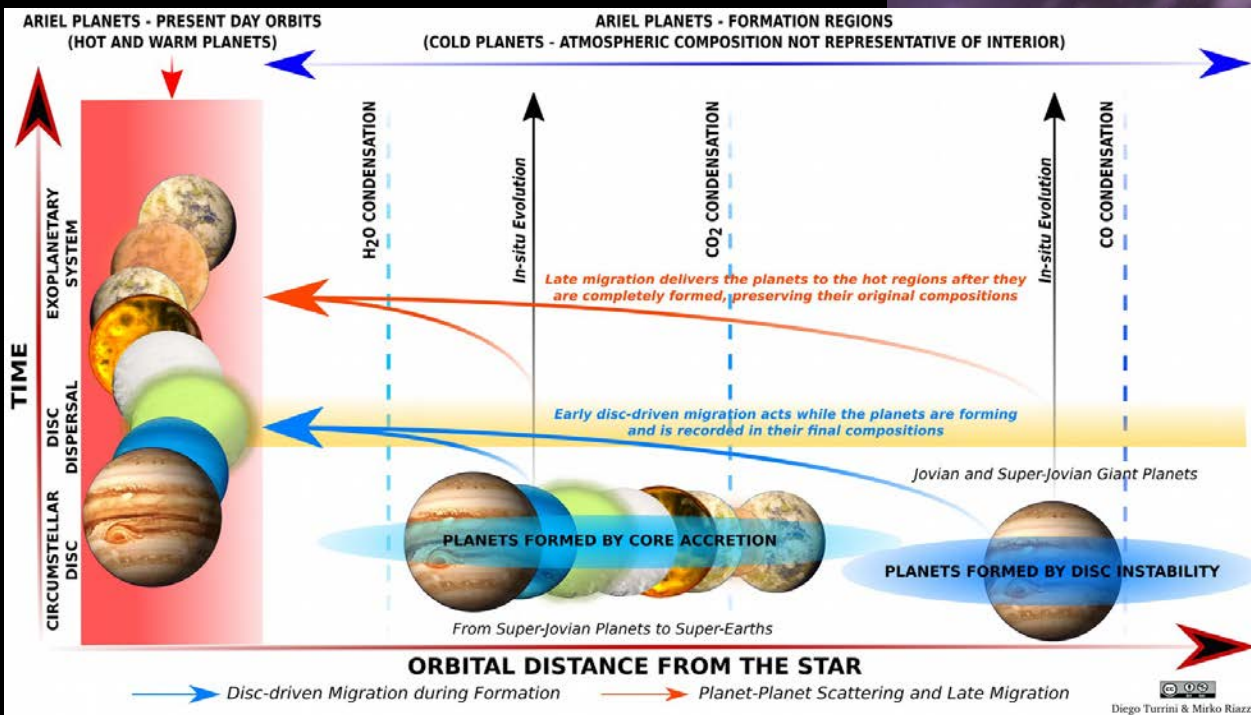 ARIEL PLANETS - PRESENT DAY ORBITS
(HOT AND WARM PLANETS)
ARIEL PLANETS - FORMATION REGIONS
(COLD PLANETS - ATMOSPHERIC COMPOSITION NOT REPRESENTATIVE OF INTERIOR)
TIME
EXOPLANETARY
SYSTEM
DISC
DISPERSAL
CIRCUMSTELLAR
DISC
H₂O CONDENSATION
In-situ Evolution
CO₂ CONDENSATION
In-situ Evolution
CO CONDENSATION
Late migration delivers the planets to the hot regions after they
are completely formed, preserving their original compositions
Early disc-driven migration acts while the planets are forming
and is recorded in their final compositions
Jovian and Super-Jovian Giant Planets
PLANETS FORMED BY CORE ACCRETION
PLANETS FORMED BY DISC INSTABILITY
From Super-Jovian Planets to Super-Earths
ORBITAL DISTANCE FROM THE STAR
Disc-driven Migration during Formation
Planet-Planet Scattering and Late Migration
Diego Turrini & Mirko Riazz